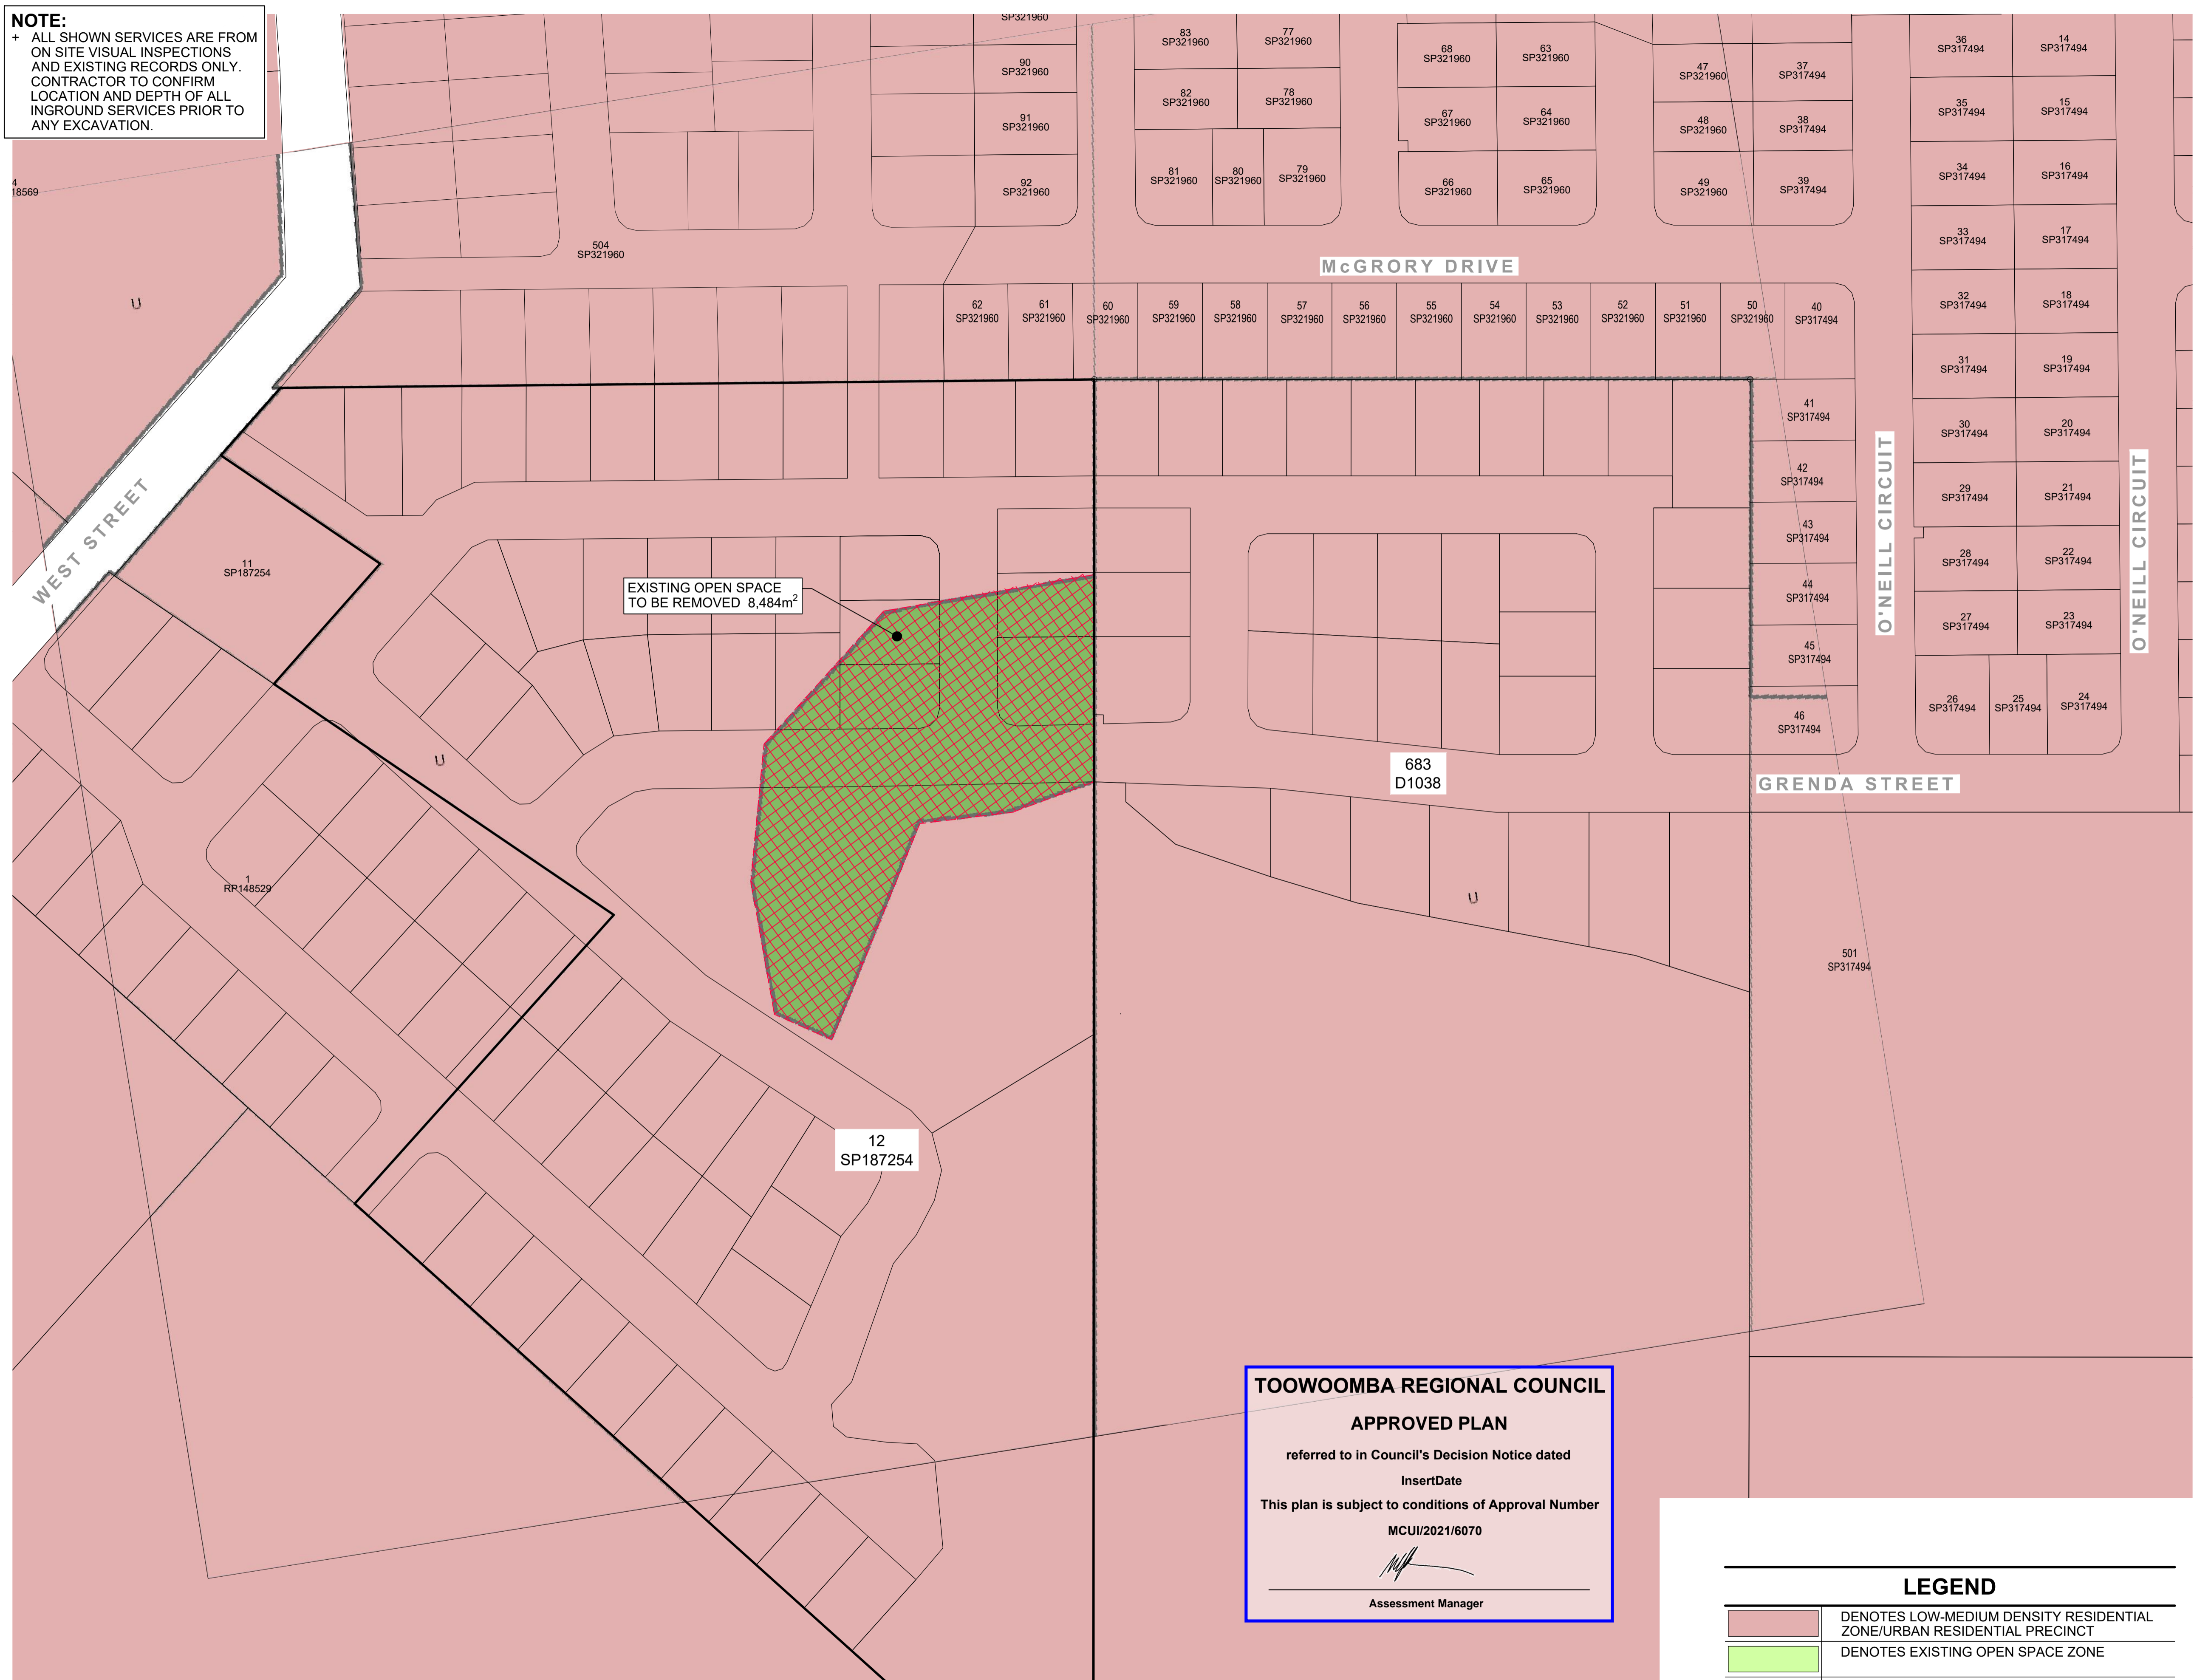 NOTE:
+ ALL SHOWN SERVICES ARE FROM
ON SITE VISUAL INSPECTIONS
AND EXISTING RECORDS ONLY.
CONTRACTOR TO CONFIRM
LOCATION AND DEPTH OF ALL
INGROUND SERVICES PRIOR TO
ANY EXCAVATION.
SP321960
90
SP321960
91
SP321960
92
SP321960
83
SP321960
77
SP321960
82
SP321960
78
SP321960
81
SP321960
80
SP321960
79
SP321960
68
SP321960
63
SP321960
67
SP321960
64
SP321960
66
SP321960
65
SP321960
47
SP321960
37
SP317494
48
SP321960
38
SP317494
49
SP321960
39
SP317494
36
SP317494
14
SP317494
35
SP317494
15
SP317494
34
SP317494
16
SP317494
33
SP317494
17
SP317494
32
SP317494
18
SP317494
31
SP317494
19
SP317494
30
SP317494
20
SP317494
29
SP317494
21
SP317494
28
SP317494
22
SP317494
27
SP317494
23
SP317494
26
SP317494
25
SP317494
24
SP317494
4
18569
504
SP321960
U
McGRORY DRIVE
62
SP321960
61
SP321960
60
SP321960
59
SP321960
58
SP321960
57
SP321960
56
SP321960
55
SP321960
54
SP321960
53
SP321960
52
SP321960
51
SP321960
50
SP321960
40
SP317494
41
SP317494
42
SP317494
43
SP317494
44
SP317494
45
SP317494
46
SP317494
O'NEILL CIRCUIT
O'NEILL CIRCUIT
WEST STREET
11
SP187254
EXISTING OPEN SPACE
TO BE REMOVED 8,484m²
U
683
D1038
GRENDA STREET
1
RP148529
U
501
SP317494
12
SP187254
TOOWOOMBA REGIONAL COUNCIL
APPROVED PLAN
referred to in Council's Decision Notice dated
InsertDate
This plan is subject to conditions of Approval Number
MCUI/2021/6070
Assessment Manager
LEGEND
DENOTES LOW-MEDIUM DENSITY RESIDENTIAL
ZONE/URBAN RESIDENTIAL PRECINCT
DENOTES EXISTING OPEN SPACE ZONE